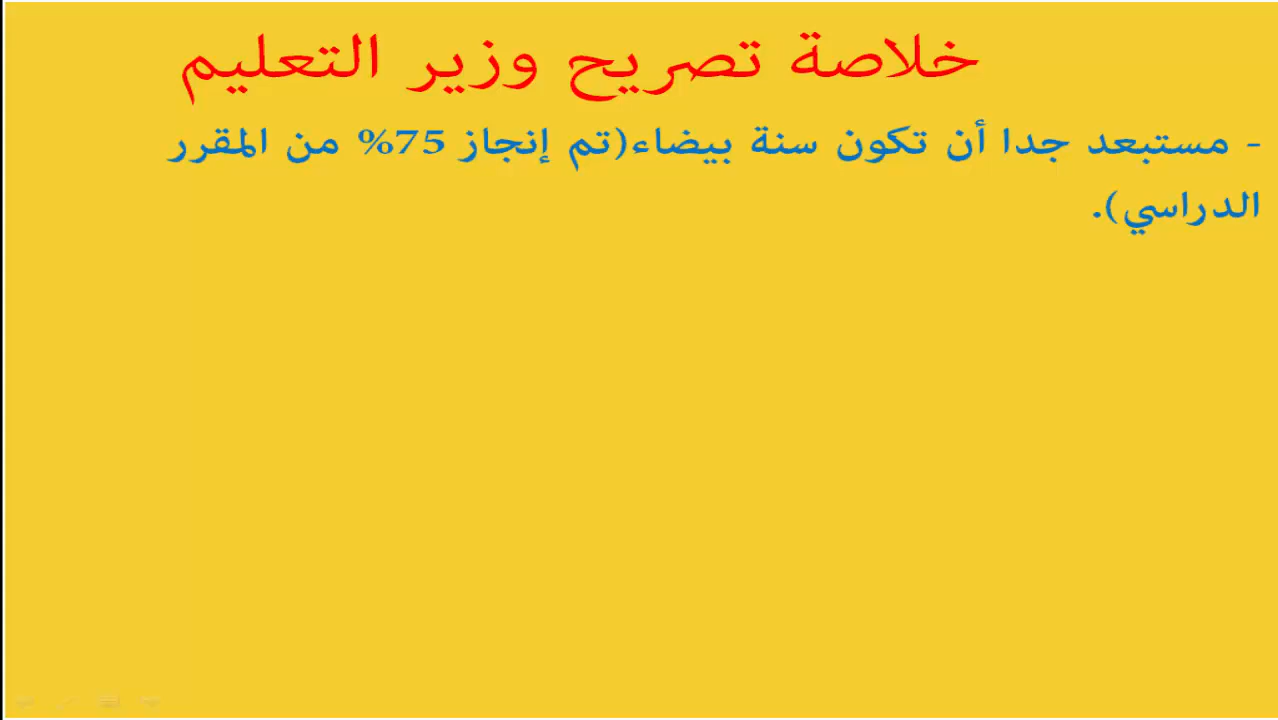 خلاصة تصريح وزير التعليم
- مستبعد جدا أن تكون سنة بيضاء(تم إنجاز 75% من المقرر
الدراسي).